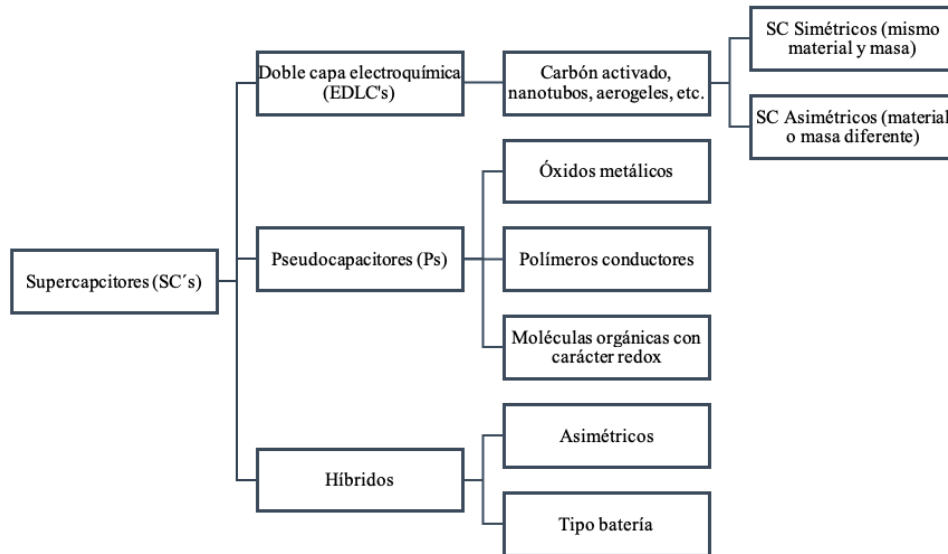 SC Simétricos (mismo
material y masa)
Doble capa electroquímica
(EDLC's)
Carbón activado,
nanotubos, aerogeles, etc.
SC Asimétricos (material
o masa diferente)
Óxidos metálicos
Supercapcitores (SC´s)
Pseudocapacitores (Ps)
Polímeros conductores
Moléculas orgánicas con
carácter redox
Híbridos
Asimétricos
Tipo batería